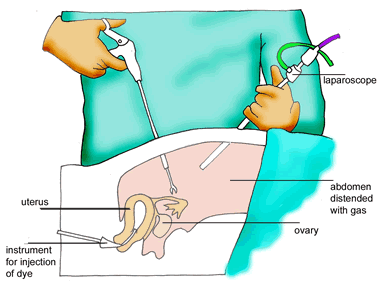 laparoscope
uterus
abdomen
distended
with gas
ovary
instrument
for injection
of dye